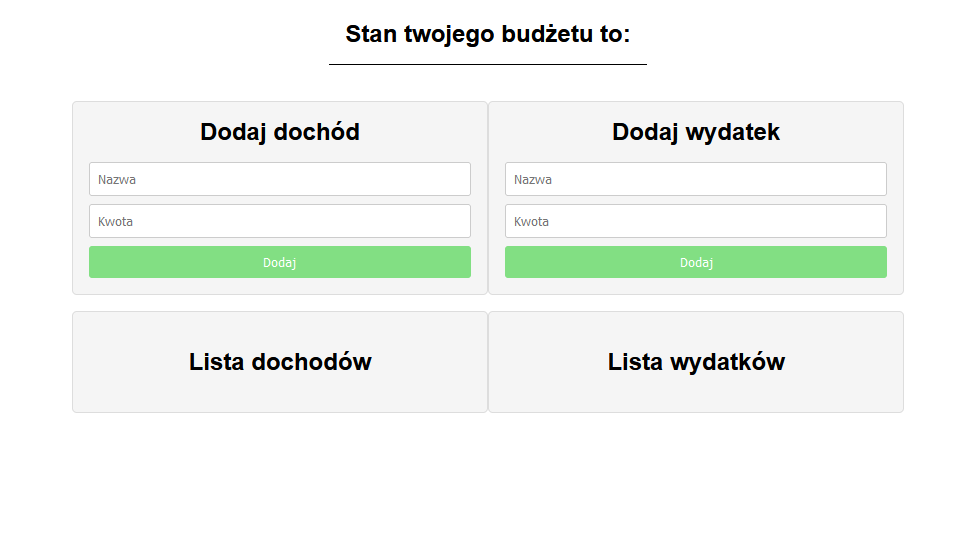 Stan twojego budżetu to:
Dodaj dochód
Nazwa
Kwota
Dodaj
Dodaj wydatek
Nazwa
Kwota
Dodaj
Lista dochodów
Lista wydatków